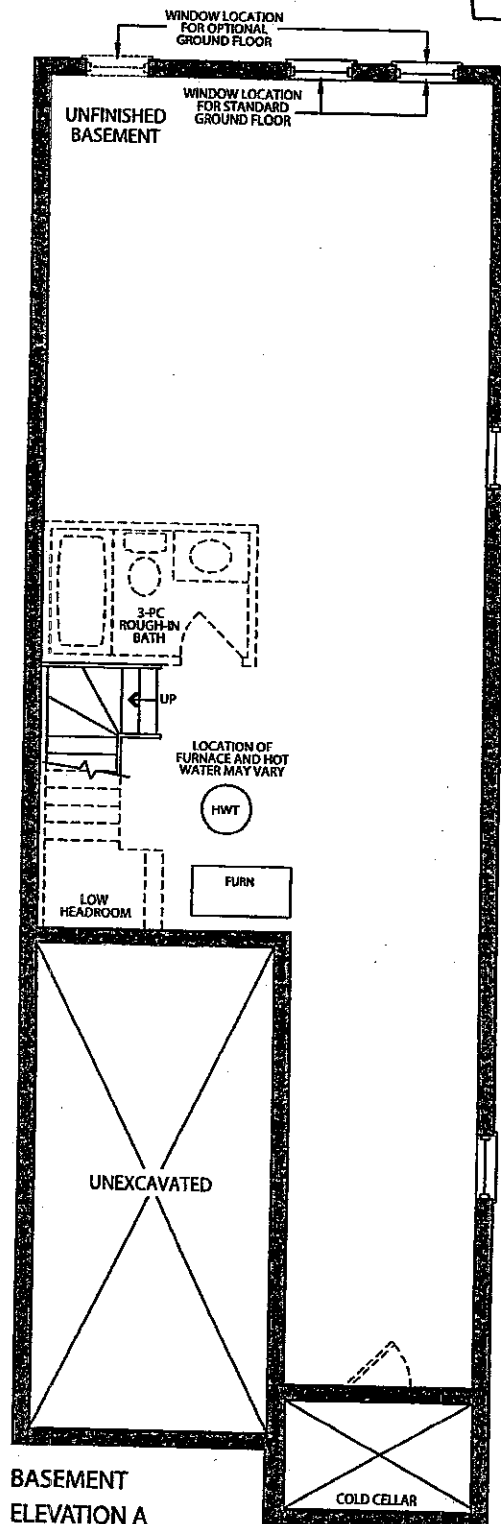 WINDOW LOCATION
FOR OPTIONAL
GROUND FLOOR
WINDOW LOCATION
FOR STANDARD
GROUND FLOOR
UNFINISHED
BASEMENT
3-PC
ROUGH-IN
BATH
UP
LOCATION OF
FURNACE AND HOT
WATER MAY VARY
HWT
FURN
LOW
HEADROOM
UNEXCAVATED
COLD CELLAR
BASEMENT
ELEVATION A